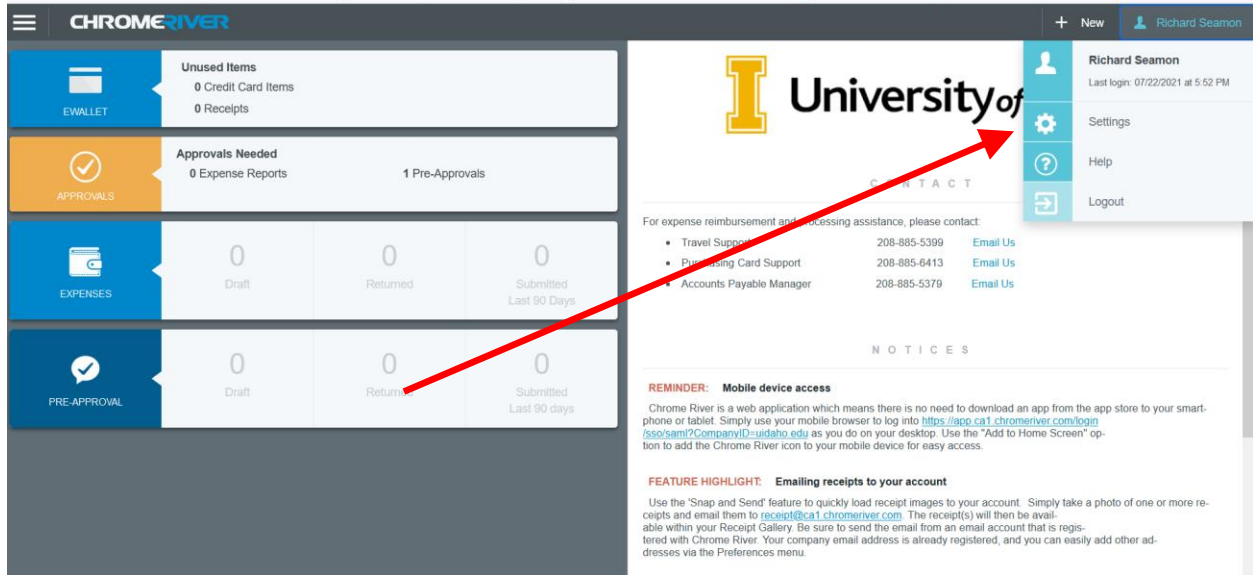 CHROMERIVER
+ New
Richard Seamon
EWALLET
Unused Items
0 Credit Card Items
0 Receipts
APPROVALS
Approvals Needed
0 Expense Reports 1 Pre-Approvals
EXPENSES
0 0 0
Draft Returned Submitted
Last 90 Days
PRE-APPROVAL
0 0 0
Draft Returned Submitted
Last 90 days
I
University of
Richard Seamon
Last login: 07/22/2021 at 5:52 PM
Settings
? Help
Logout
CONTACT
For expense reimbursement and processing assistance, please contact:
• Travel Support 208-885-5399 Email Us
• Purchasing Card Support 208-885-6413 Email Us
• Accounts Payable Manager 208-885-5379 Email Us
NOTICES
REMINDER: Mobile device access
Chrome River is a web application which means there is no need to download an app from the app store to your smart-
phone or tablet. Simply use your mobile browser to log into https://app.ca1.chromeriver.com/login
/sso/saml?CompanyID=uidaho.edu as you do on your desktop. Use the "Add to Home Screen" op-
tion to add the Chrome River icon to your mobile device for easy access.
FEATURE HIGHLIGHT: Emailing receipts to your account
Use the 'Snap and Send' feature to quickly load receipt images to your account. Simply take a photo of one or more re-
ceipts and email them to receipt@ca1.chromeriver.com. The receipt(s) will then be avail-
able within your Receipt Gallery. Be sure to send the email from an email account that is regis-
tered with Chrome River. Your company email address is already registered, and you can easily add other ad-
dresses via the Preferences menu.